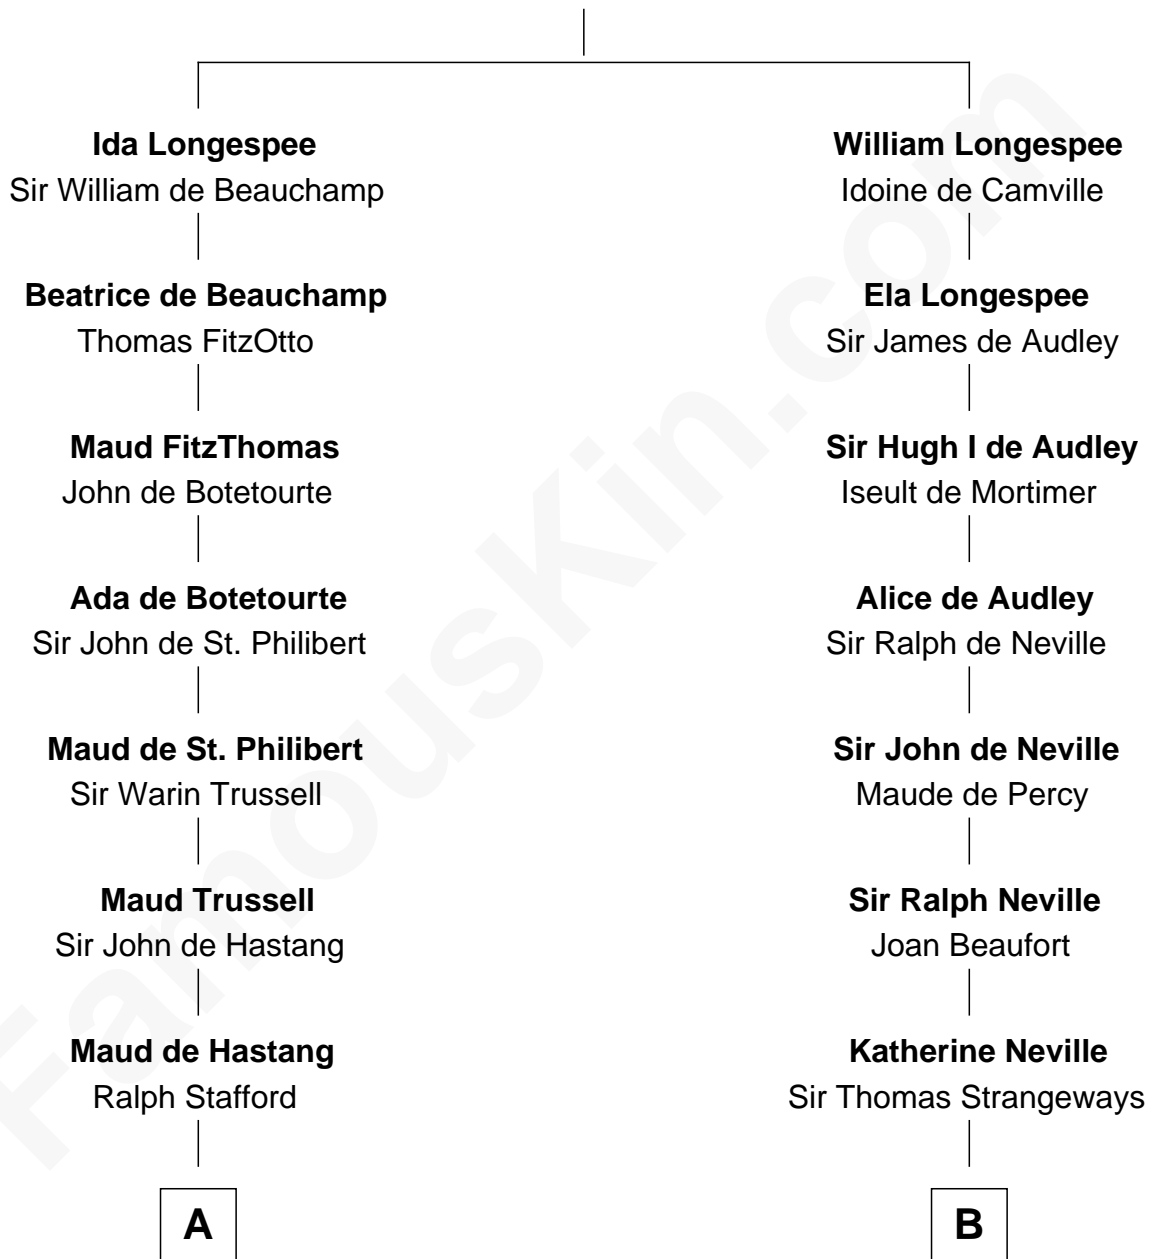 Ida Longespee
Sir William de Beauchamp
Beatrice de Beauchamp
Thomas FitzOtto
Maud FitzThomas
John de Botetourte
Ada de Botetourte
Sir John de St. Philibert
Maud de St. Philibert
Sir Warin Trussell
Maud Trussell
Sir John de Hastang
Maud de Hastang
Ralph Stafford
A
William Longespee
Idoine de Camville
Ela Longespee
Sir James de Audley
Sir Hugh I de Audley
Iseult de Mortimer
Alice de Audley
Sir Ralph de Neville
Sir John de Neville
Maude de Percy
Sir Ralph Neville
Joan Beaufort
Katherine Neville
Sir Thomas Strangeways
B
FamousKin.com